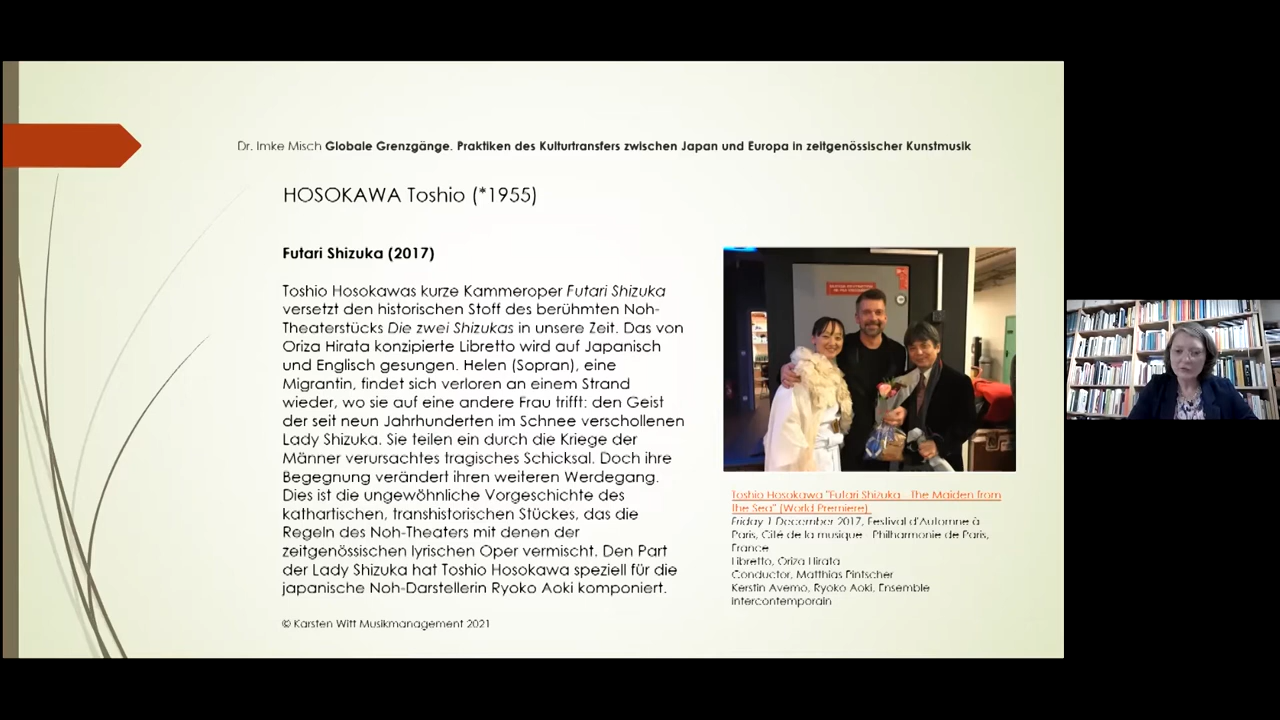 Dr. Imke Misch Globale Grenzgänge. Praktiken des Kulturtransfers zwischen Japan und Europa in zeitgenössischer Kunstmusik
HOSOKAWA Toshio (*1955)
Futari Shizuka (2017)
Toshio Hosokawas kurze Kammeroper Futari Shizuka
versetzt den historischen Stoff des berühmten Noh-
Theaterstücks Die zwei Shizukas in unsere Zeit. Das von
Oriza Hirata konzipierte Libretto wird auf Japanisch
und Englisch gesungen. Helen (Sopran), eine
Migrantin, findet sich verloren an einem Strand
wieder, wo sie auf eine andere Frau trifft: den Geist
der seit neun Jahrhunderten im Schnee verschollenen
Lady Shizuka. Sie teilen ein durch die Kriege der
Männer verursachtes tragisches Schicksal. Doch ihre
Begegnung verändert ihren weiteren Werdegang.
Dies ist die ungewöhnliche Vorgeschichte des
kathartischen, transhistorischen Stückes, das die
Regeln des Noh-Theaters mit denen der
zeitgenössischen lyrischen Oper vermischt. Den Part
der Lady Shizuka hat Toshio Hosokawa speziell für die
japanische Noh-Darstellerin Ryoko Aoki komponiert.
© Karsten Witt Musikmanagement 2021
Toshio Hosokawa "Futari Shizuka The Maiden from
the Sea" (World Premiere)
Friday 1 December 2017, Festival d'Automne à
Paris, Cité de la musique Philharmonie de Paris,
France
Libretto, Oriza Hirata
Conductor, Matthias Pintscher
Kerstin Avemo, Ryoko Aoki, Ensemble
intercontemporain